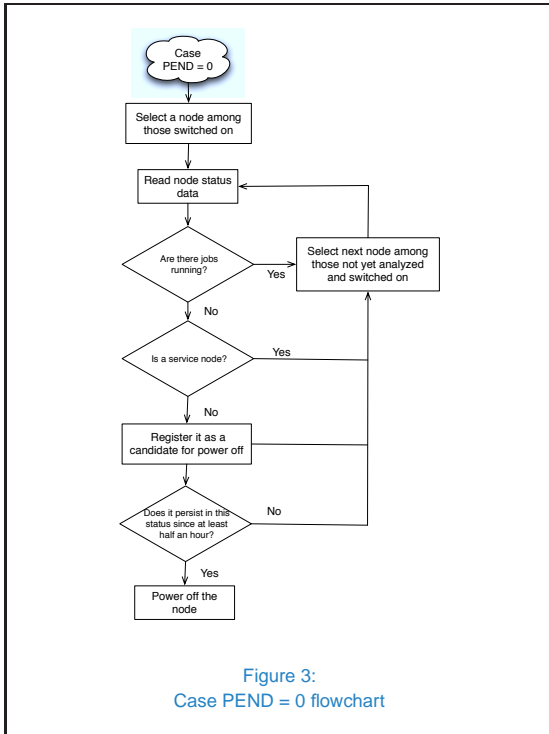 Case
PEND = 0
Select a node among
those switched on
Read node status
data
Are there jobs
running?
Yes
Select next node among
those not yet analyzed
and switched on
No
Is a service node?
Yes
No
Register it as a
candidate for power off
Does it persist in this
status since at least
half an hour?
No
Yes
Power off the
node
Figure 3:
Case PEND = 0 flowchart